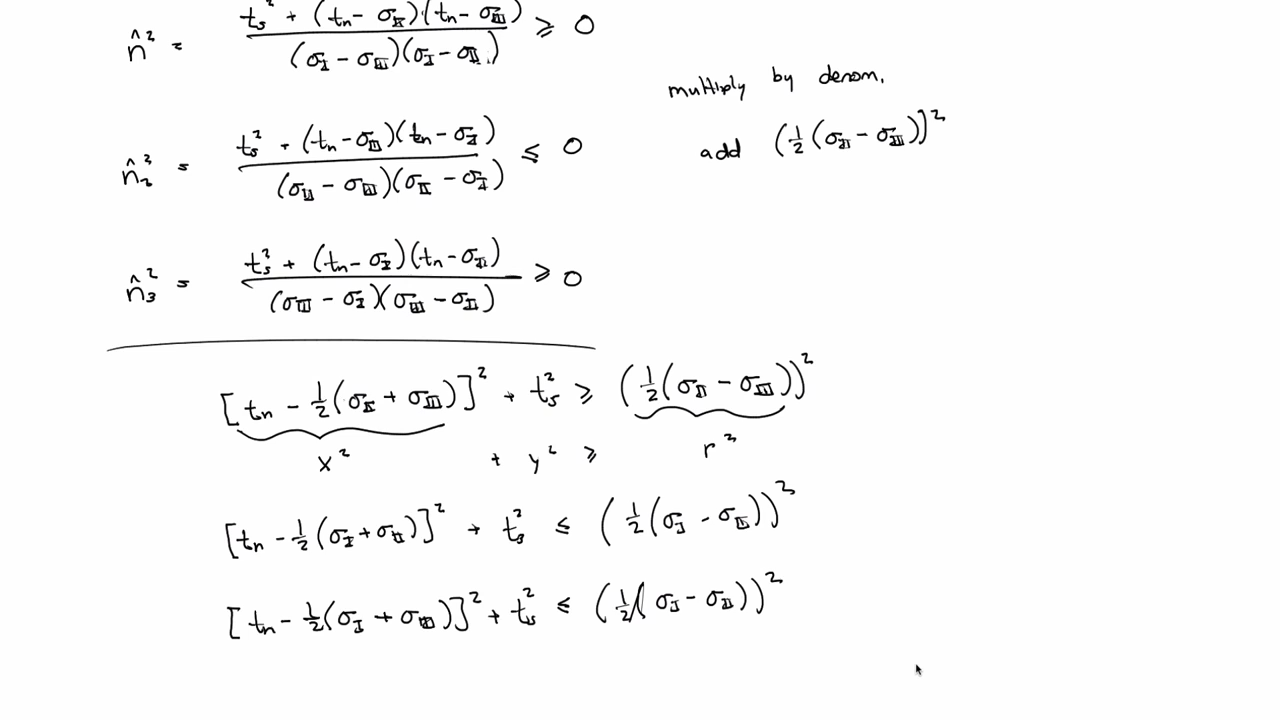 n̂² = (t_s² + (t_n - σ_II)·(t_n - σ_III)) / ((σ_I - σ_III)(σ_I - σ_II)) ⩾ 0
multiply by denom.
add (½(σ_II - σ_III))²
n̂₂² = (t_s² + (t_n - σ_III)(t_n - σ_I)) / ((σ_II - σ_III)(σ_II - σ_I)) ⩽ 0
n̂₃² = (t_s² + (t_n - σ_I)(t_n - σ_II)) / ((σ_III - σ_I)(σ_III - σ_II)) ⩾ 0
[t_n - ½(σ_II + σ_III)]² + t_s² ⩾ (½(σ_II - σ_III))²
x² + y² ⩾ r²
[t_n - ½(σ_I + σ_II)]² + t_s² ⩽ (½(σ_I - σ_II))²
[t_n - ½(σ_I + σ_III)]² + t_s² ⩽ (½(σ_I - σ_II))²